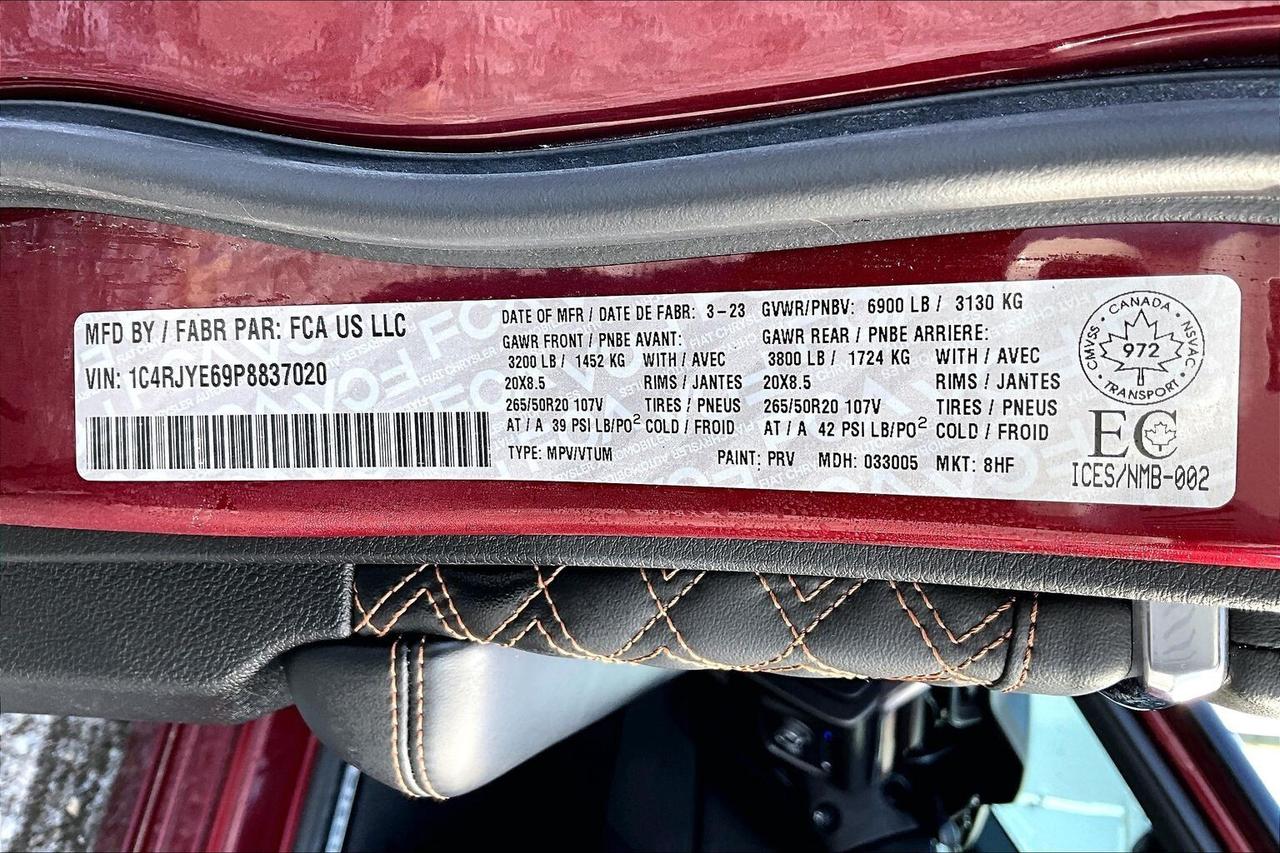 MFD BY / FABR PAR: FCA US LLC
VIN: 1C4RJYE69P8837020
DATE OF MFR / DATE DE FABR: 3-23 GVWR/PNBV: 6900 LB / 3130 KG
GAWR FRONT / PNBE AVANT: GAWR REAR / PNBE ARRIERE:
3200 LB / 1452 KG WITH / AVEC 3800 LB / 1724 KG WITH / AVEC
20X8.5 RIMS / JANTES 20X8.5 RIMS / JANTES
265/50R20 107V TIRES / PNEUS 265/50R20 107V TIRES / PNEUS
AT / A 39 PSI LB/PO² COLD / FROID AT / A 42 PSI LB/PO² COLD / FROID
TYPE: MPV/VTUM PAINT: PRV MDH: 033005 MKT: 8HF
CANADA
CMVSS 972 NSVAC
TRANSPORT
EC
ICES/NMB-002